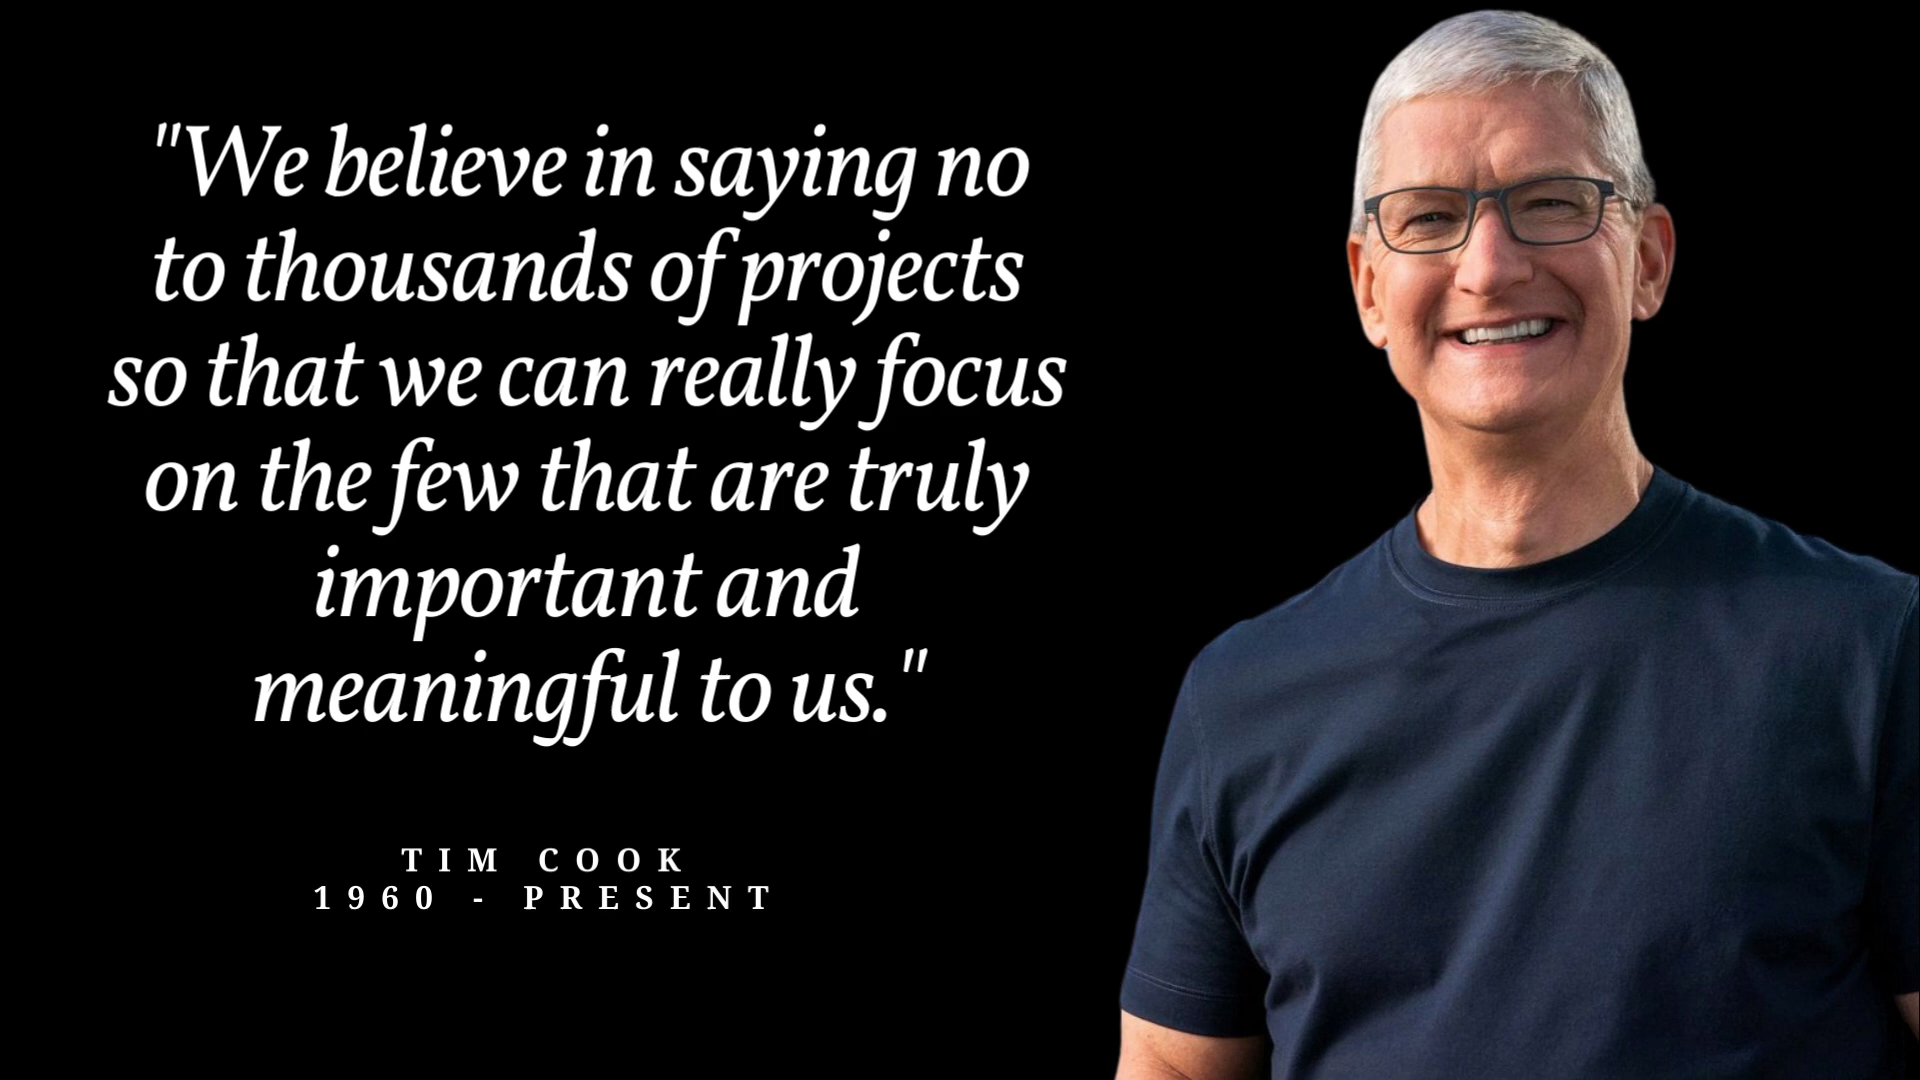 "We believe in saying no
to thousands of projects
so that we can really focus
on the few that are truly
important and
meaningful to us."
TIM COOK
1960 - PRESENT